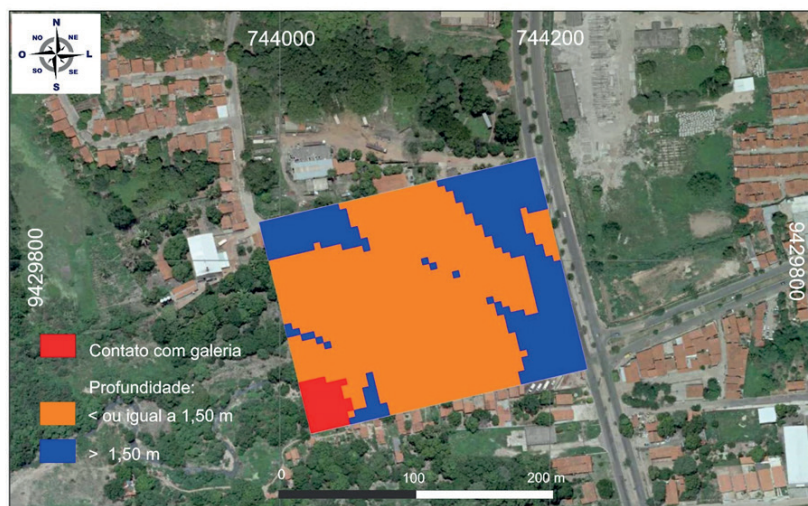 N
NO NE
O L
SO SE
S
744000
744200
9429800
9429800
Contato com galeria
Profundidade:
< ou igual a 1,50 m
> 1,50 m
0 100 200 m